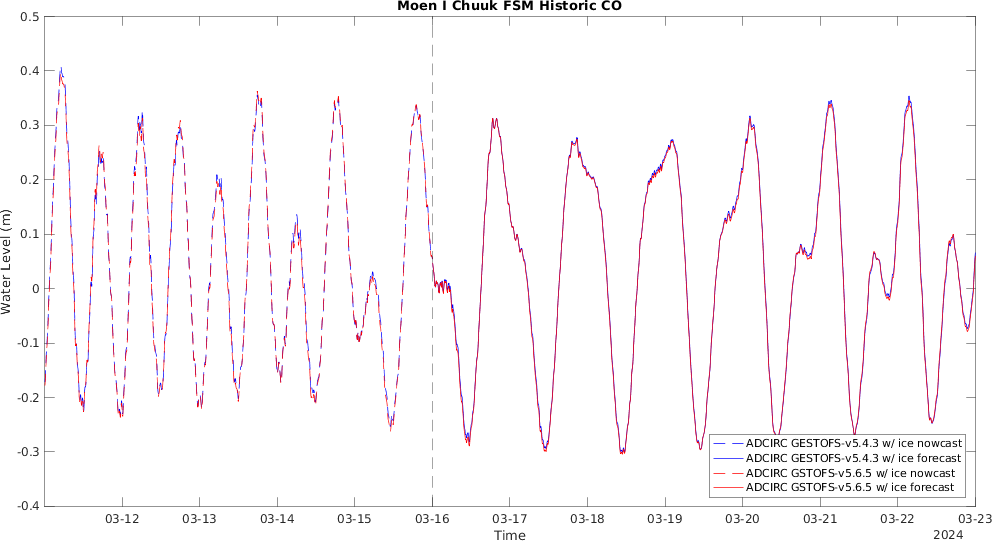 Moen I Chuuk FSM Historic CO
0.5
0.4
0.3
0.2
0.1
0
-0.1
-0.2
-0.3
-0.4
Water Level (m)
ADCIRC GESTOFS-v5.4.3 w/ ice nowcast
ADCIRC GESTOFS-v5.4.3 w/ ice forecast
ADCIRC GSTOFS-v5.6.5 w/ ice nowcast
ADCIRC GSTOFS-v5.6.5 w/ ice forecast
03-12 03-13 03-14 03-15 03-16 03-17 03-18 03-19 03-20 03-21 03-22 03-23
Time
2024